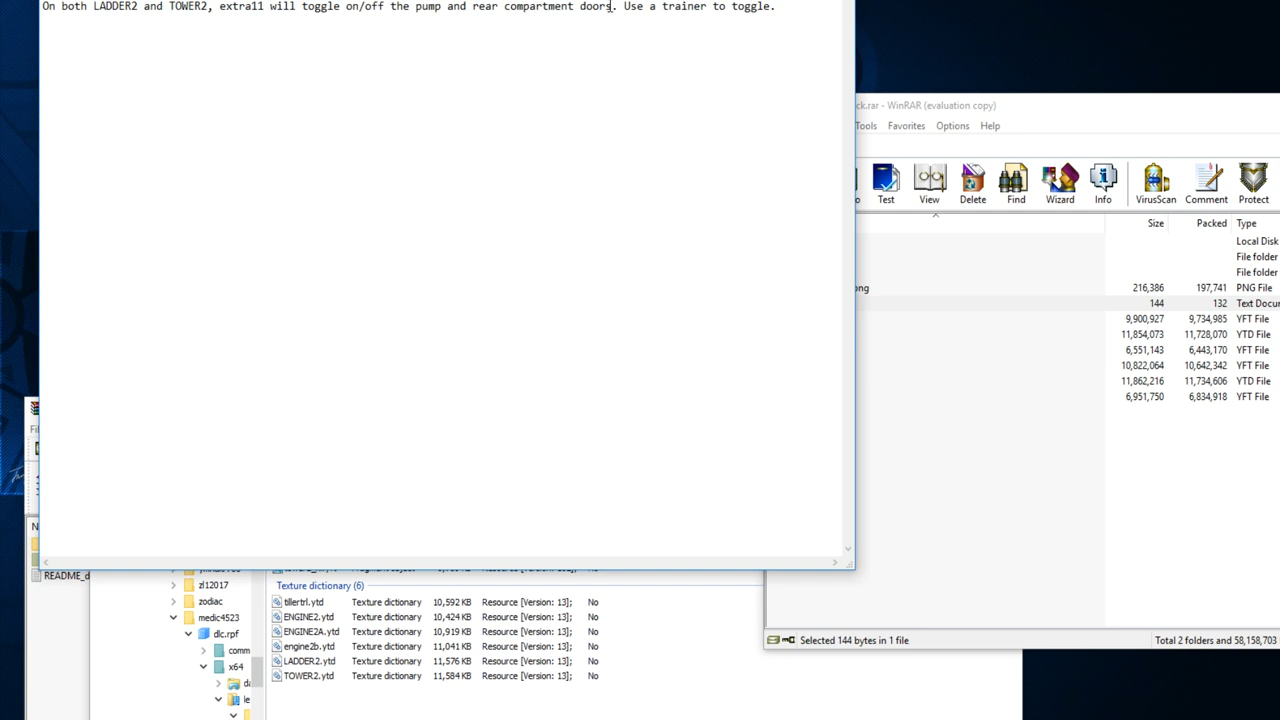 On both LADDER2 and TOWER2, extra11 will toggle on/off the pump and rear compartment doors. Use a trainer to toggle.
ck.rar - WinRAR (evaluation copy)
Tools Favorites Options Help
Test View Delete Find Wizard Info VirusScan Comment Protect
Size Packed Type
Local Disk
File folder
File folder
ong 216,386 197,741 PNG File
144 132 Text Docu
9,900,927 9,734,985 YFT File
11,854,073 11,728,070 YTD File
6,551,143 6,443,170 YFT File
10,822,064 10,642,342 YFT File
11,862,216 11,734,606 YTD File
6,951,750 6,834,918 YFT File
Selected 144 bytes in 1 file
Total 2 folders and 58,158,703
README_d
zl12017
zodiac
medic4523
dlc.rpf
comm
x64
da
le
Texture dictionary (6)
tillertrl.ytd Texture dictionary 10,592 KB Resource [Version: 13]; No
ENGINE2.ytd Texture dictionary 10,424 KB Resource [Version: 13]; No
ENGINE2A.ytd Texture dictionary 10,919 KB Resource [Version: 13]; No
engine2b.ytd Texture dictionary 11,041 KB Resource [Version: 13]; No
LADDER2.ytd Texture dictionary 11,576 KB Resource [Version: 13]; No
TOWER2.ytd Texture dictionary 11,584 KB Resource [Version: 13]; No